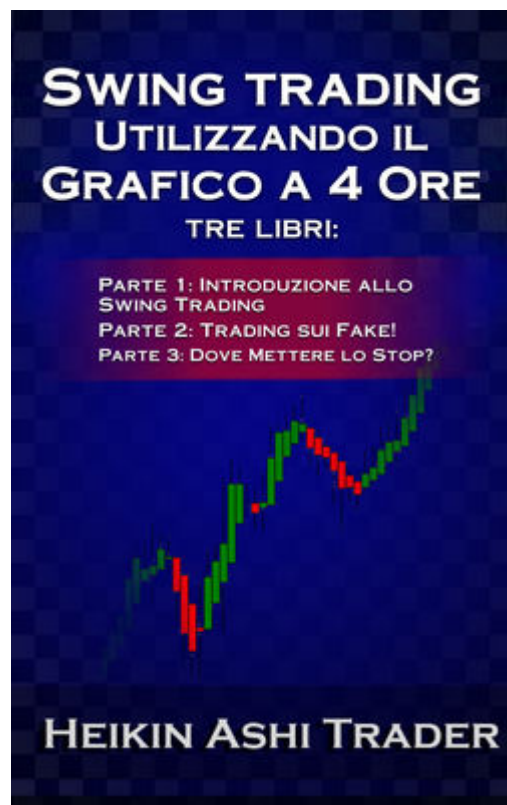 Swing trading
Utilizzando il
Grafico a 4 Ore
tre libri:
Parte 1: Introduzione allo
Swing Trading
Parte 2: Trading sui Fake!
Parte 3: Dove Mettere lo Stop?
Heikin Ashi Trader